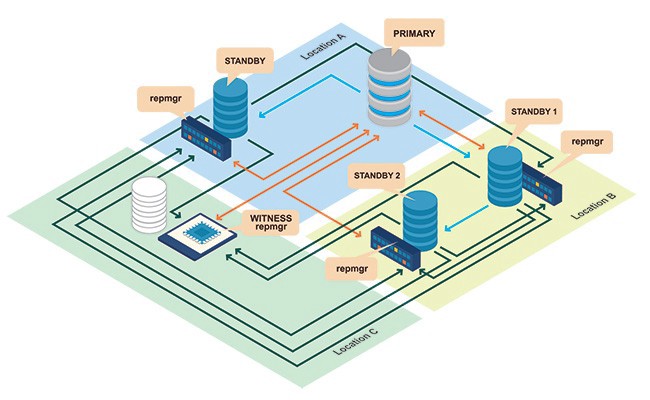 PRIMARY
Location A
STANDBY
repmgr
STANDBY 1
repmgr
STANDBY 2
Location B
WITNESS
repmgr
repmgr
Location C